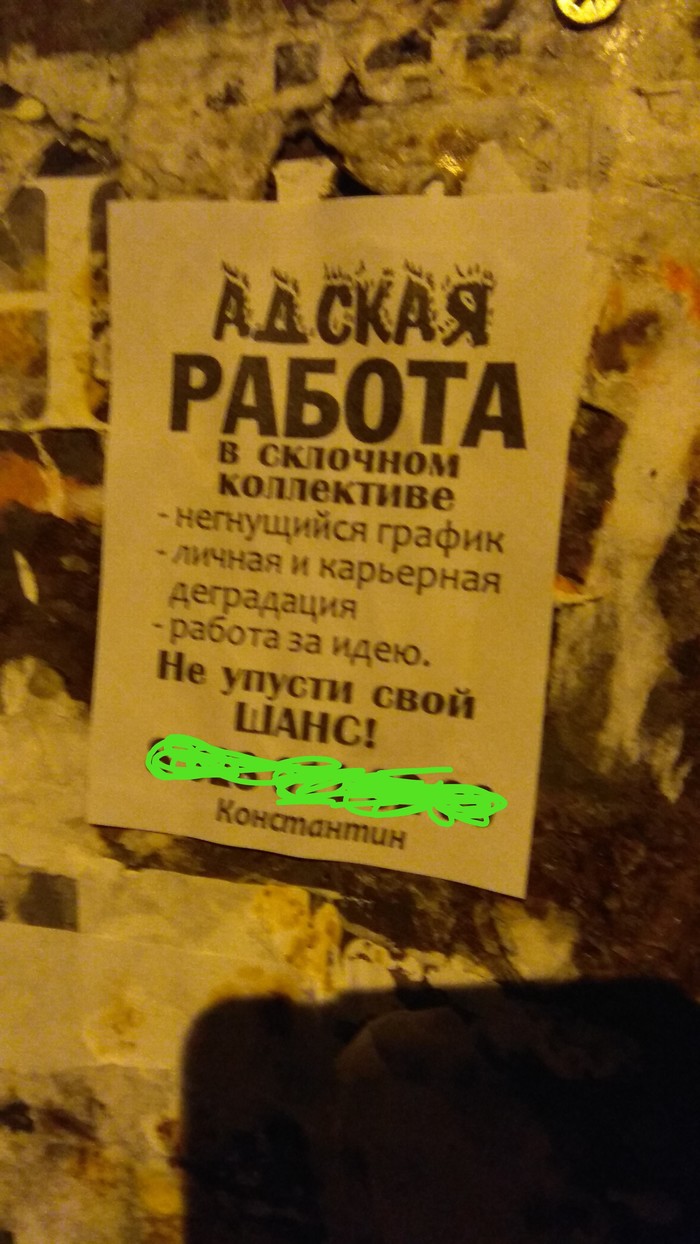 АДСКАЯ
РАБОТА
в склочном
коллективе
- негнущийся график
- личная и карьерная
деградация
- работа за идею.
Не упусти свой
ШАНС!
Константин